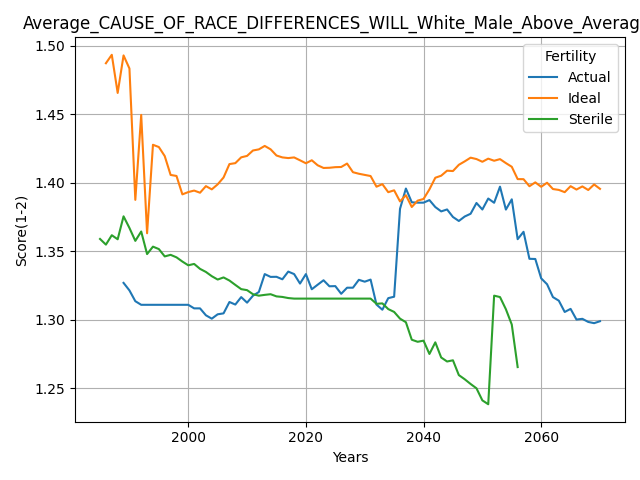 Average_CAUSE_OF_RACE_DIFFERENCES_WILL_White_Male_Above_Averag
Fertility
Actual
Ideal
Sterile
Score(1-2)
1.50
1.45
1.40
1.35
1.30
1.25
2000 2020 2040 2060
Years